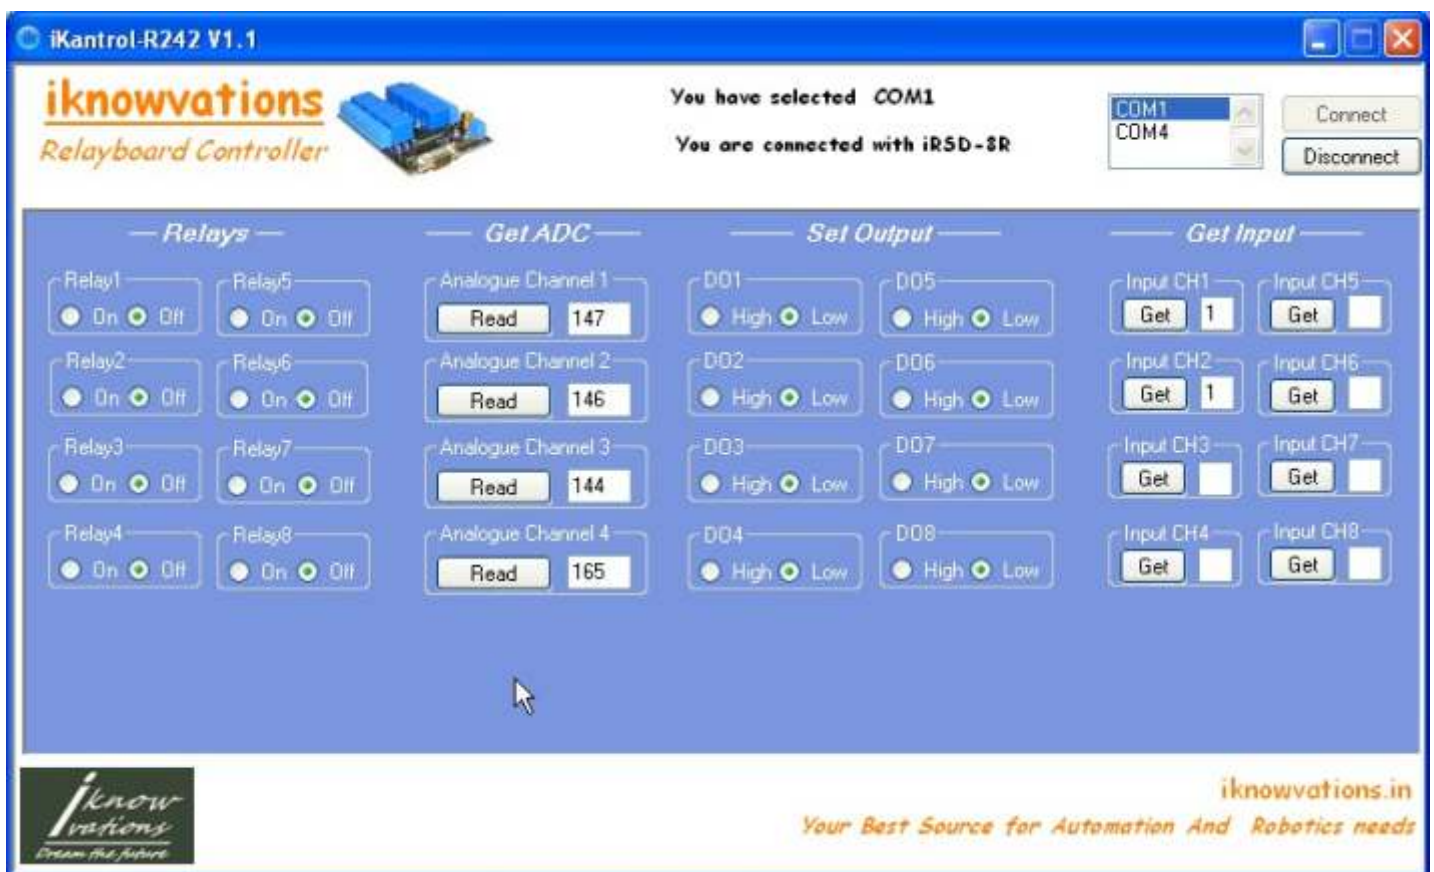 iKantrol-R242 V1.1
iknowvations
Relayboard Controller
You have selected COM1
You are connected with iRSD-8R
COM1
COM4
Connect
Disconnect
Relays
Get ADC
Set Output
Get Input
Relay1
On Off
Relay5
On Off
Analogue Channel 1
Read 147
DO1
High Low
DO5
High Low
Input CH1
Get 1
Input CH5
Get
Relay2
On Off
Relay6
On Off
Analogue Channel 2
Read 146
DO2
High Low
DO6
High Low
Input CH2
Get 1
Input CH6
Get
Relay3
On Off
Relay7
On Off
Analogue Channel 3
Read 144
DO3
High Low
DO7
High Low
Input CH3
Get
Input CH7
Get
Relay4
On Off
Relay8
On Off
Analogue Channel 4
Read 165
DO4
High Low
DO8
High Low
Input CH4
Get
Input CH8
Get
iknow
vations
Dream the future
iknowvations.in
Your Best Source for Automation And Robotics needs